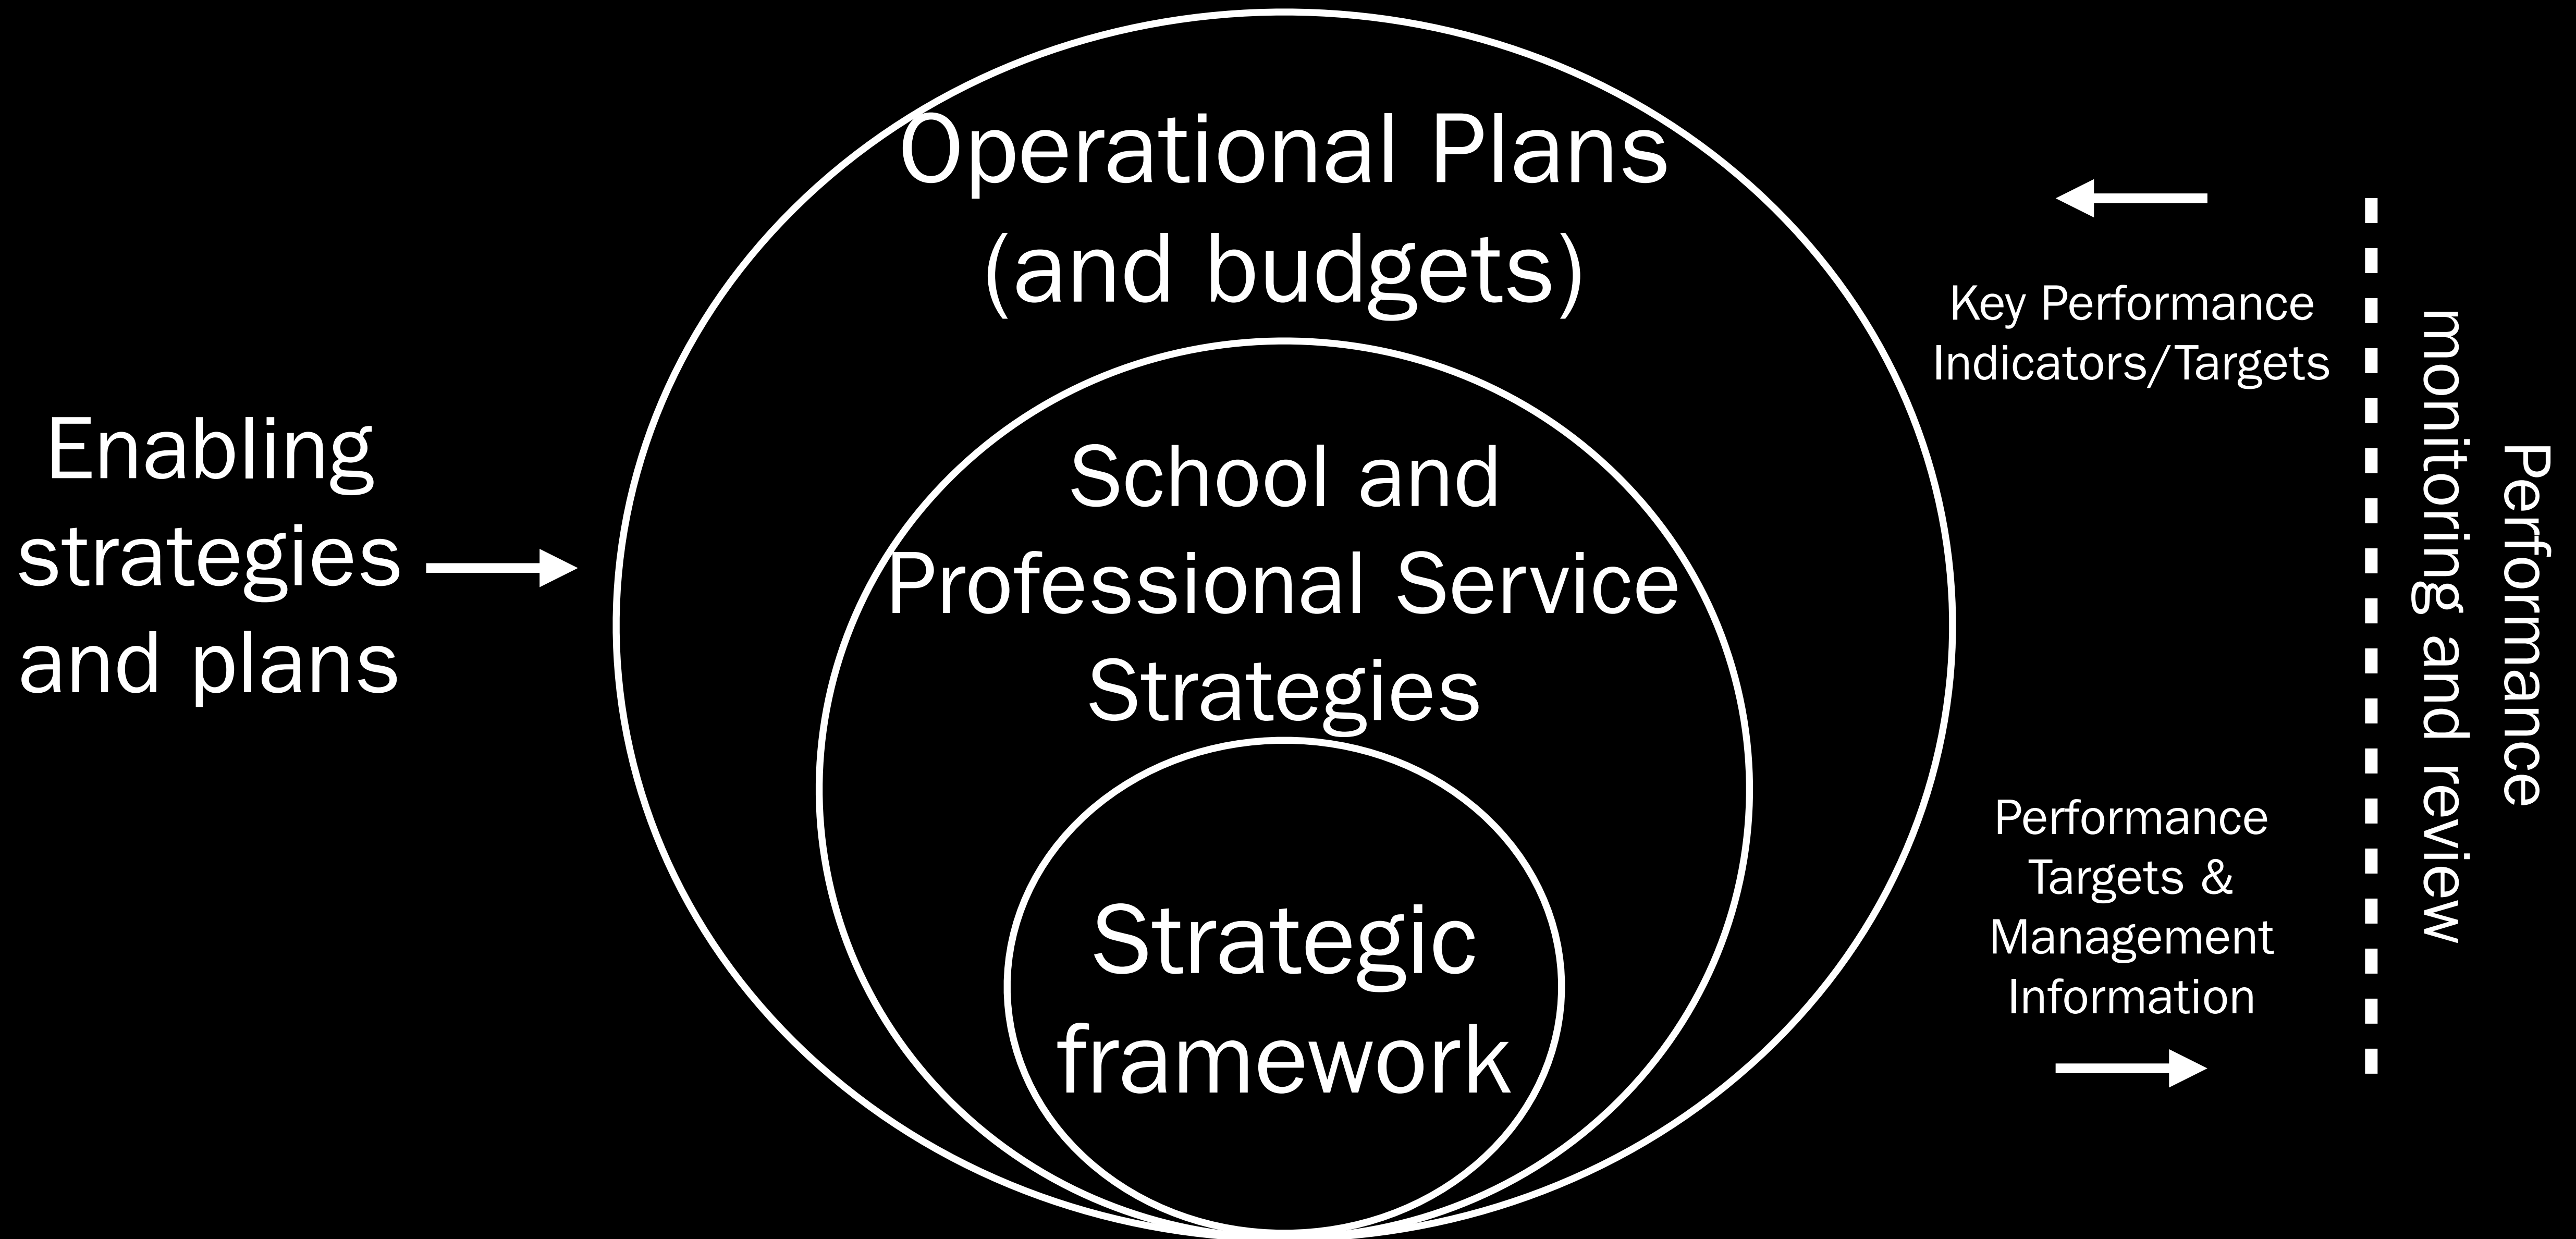 Enabling
strategies
and plans
Operational Plans
(and budgets)
School and
Professional Service
Strategies
Strategic
framework
Key Performance
Indicators/Targets
Performance
Targets &
Management
Information
Performance
monitoring and review